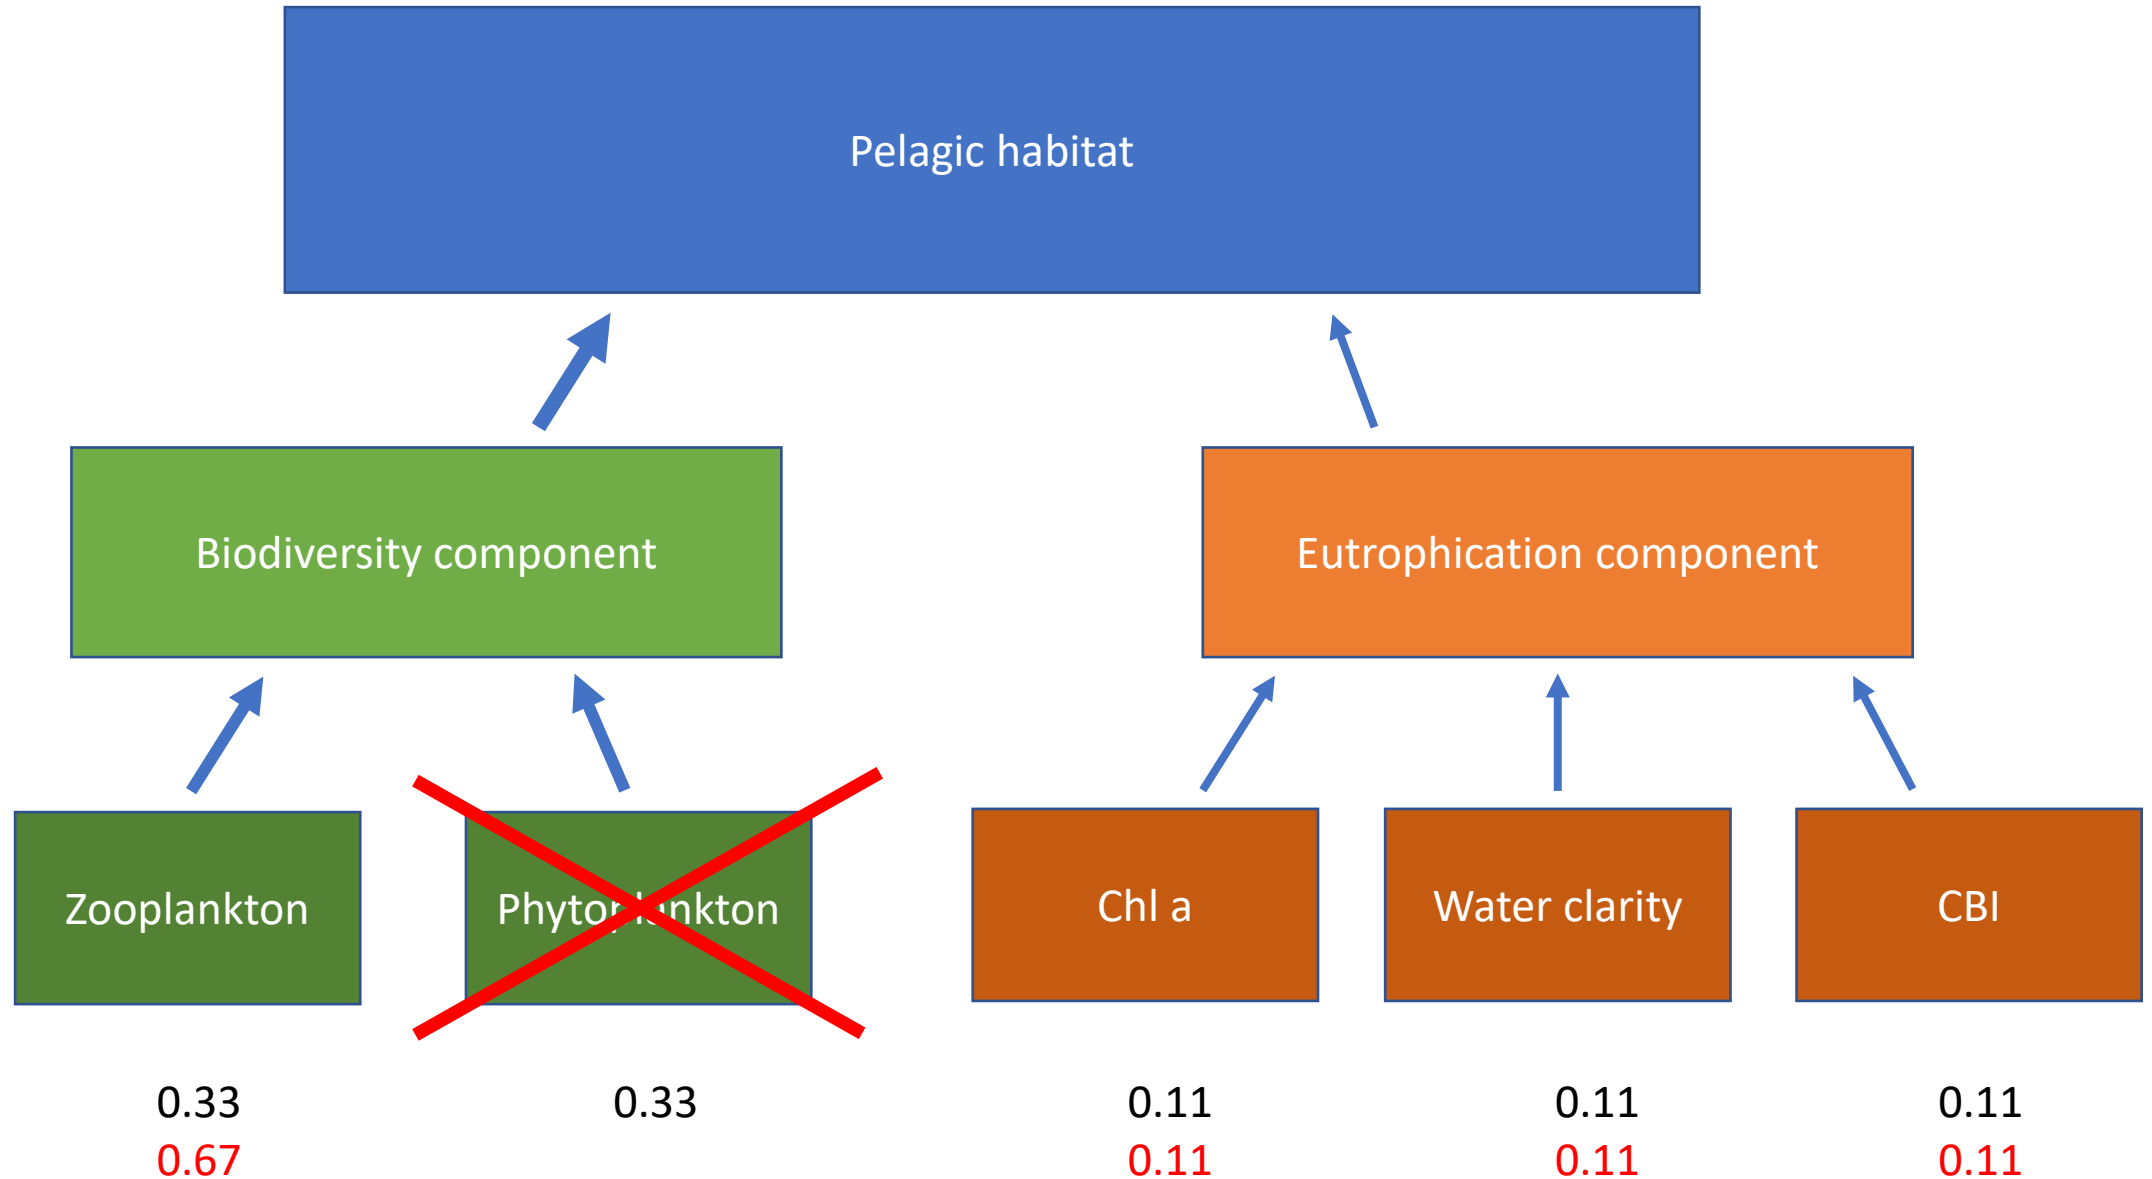 Pelagic habitat
Biodiversity component
Eutrophication component
Zooplankton
Phytoplankton
Chl a
Water clarity
CBI
0.33
0.33
0.11
0.11
0.11
0.67
0.11
0.11
0.11